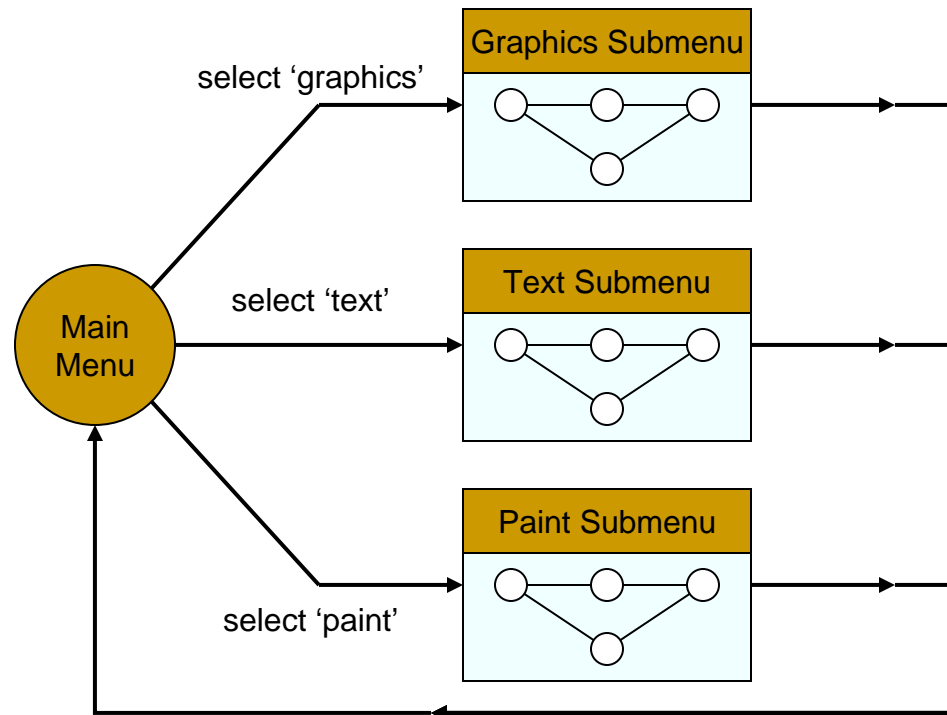 Graphics Submenu
select ‘graphics’
Text Submenu
select ‘text’
Main
Menu
Paint Submenu
select ‘paint’